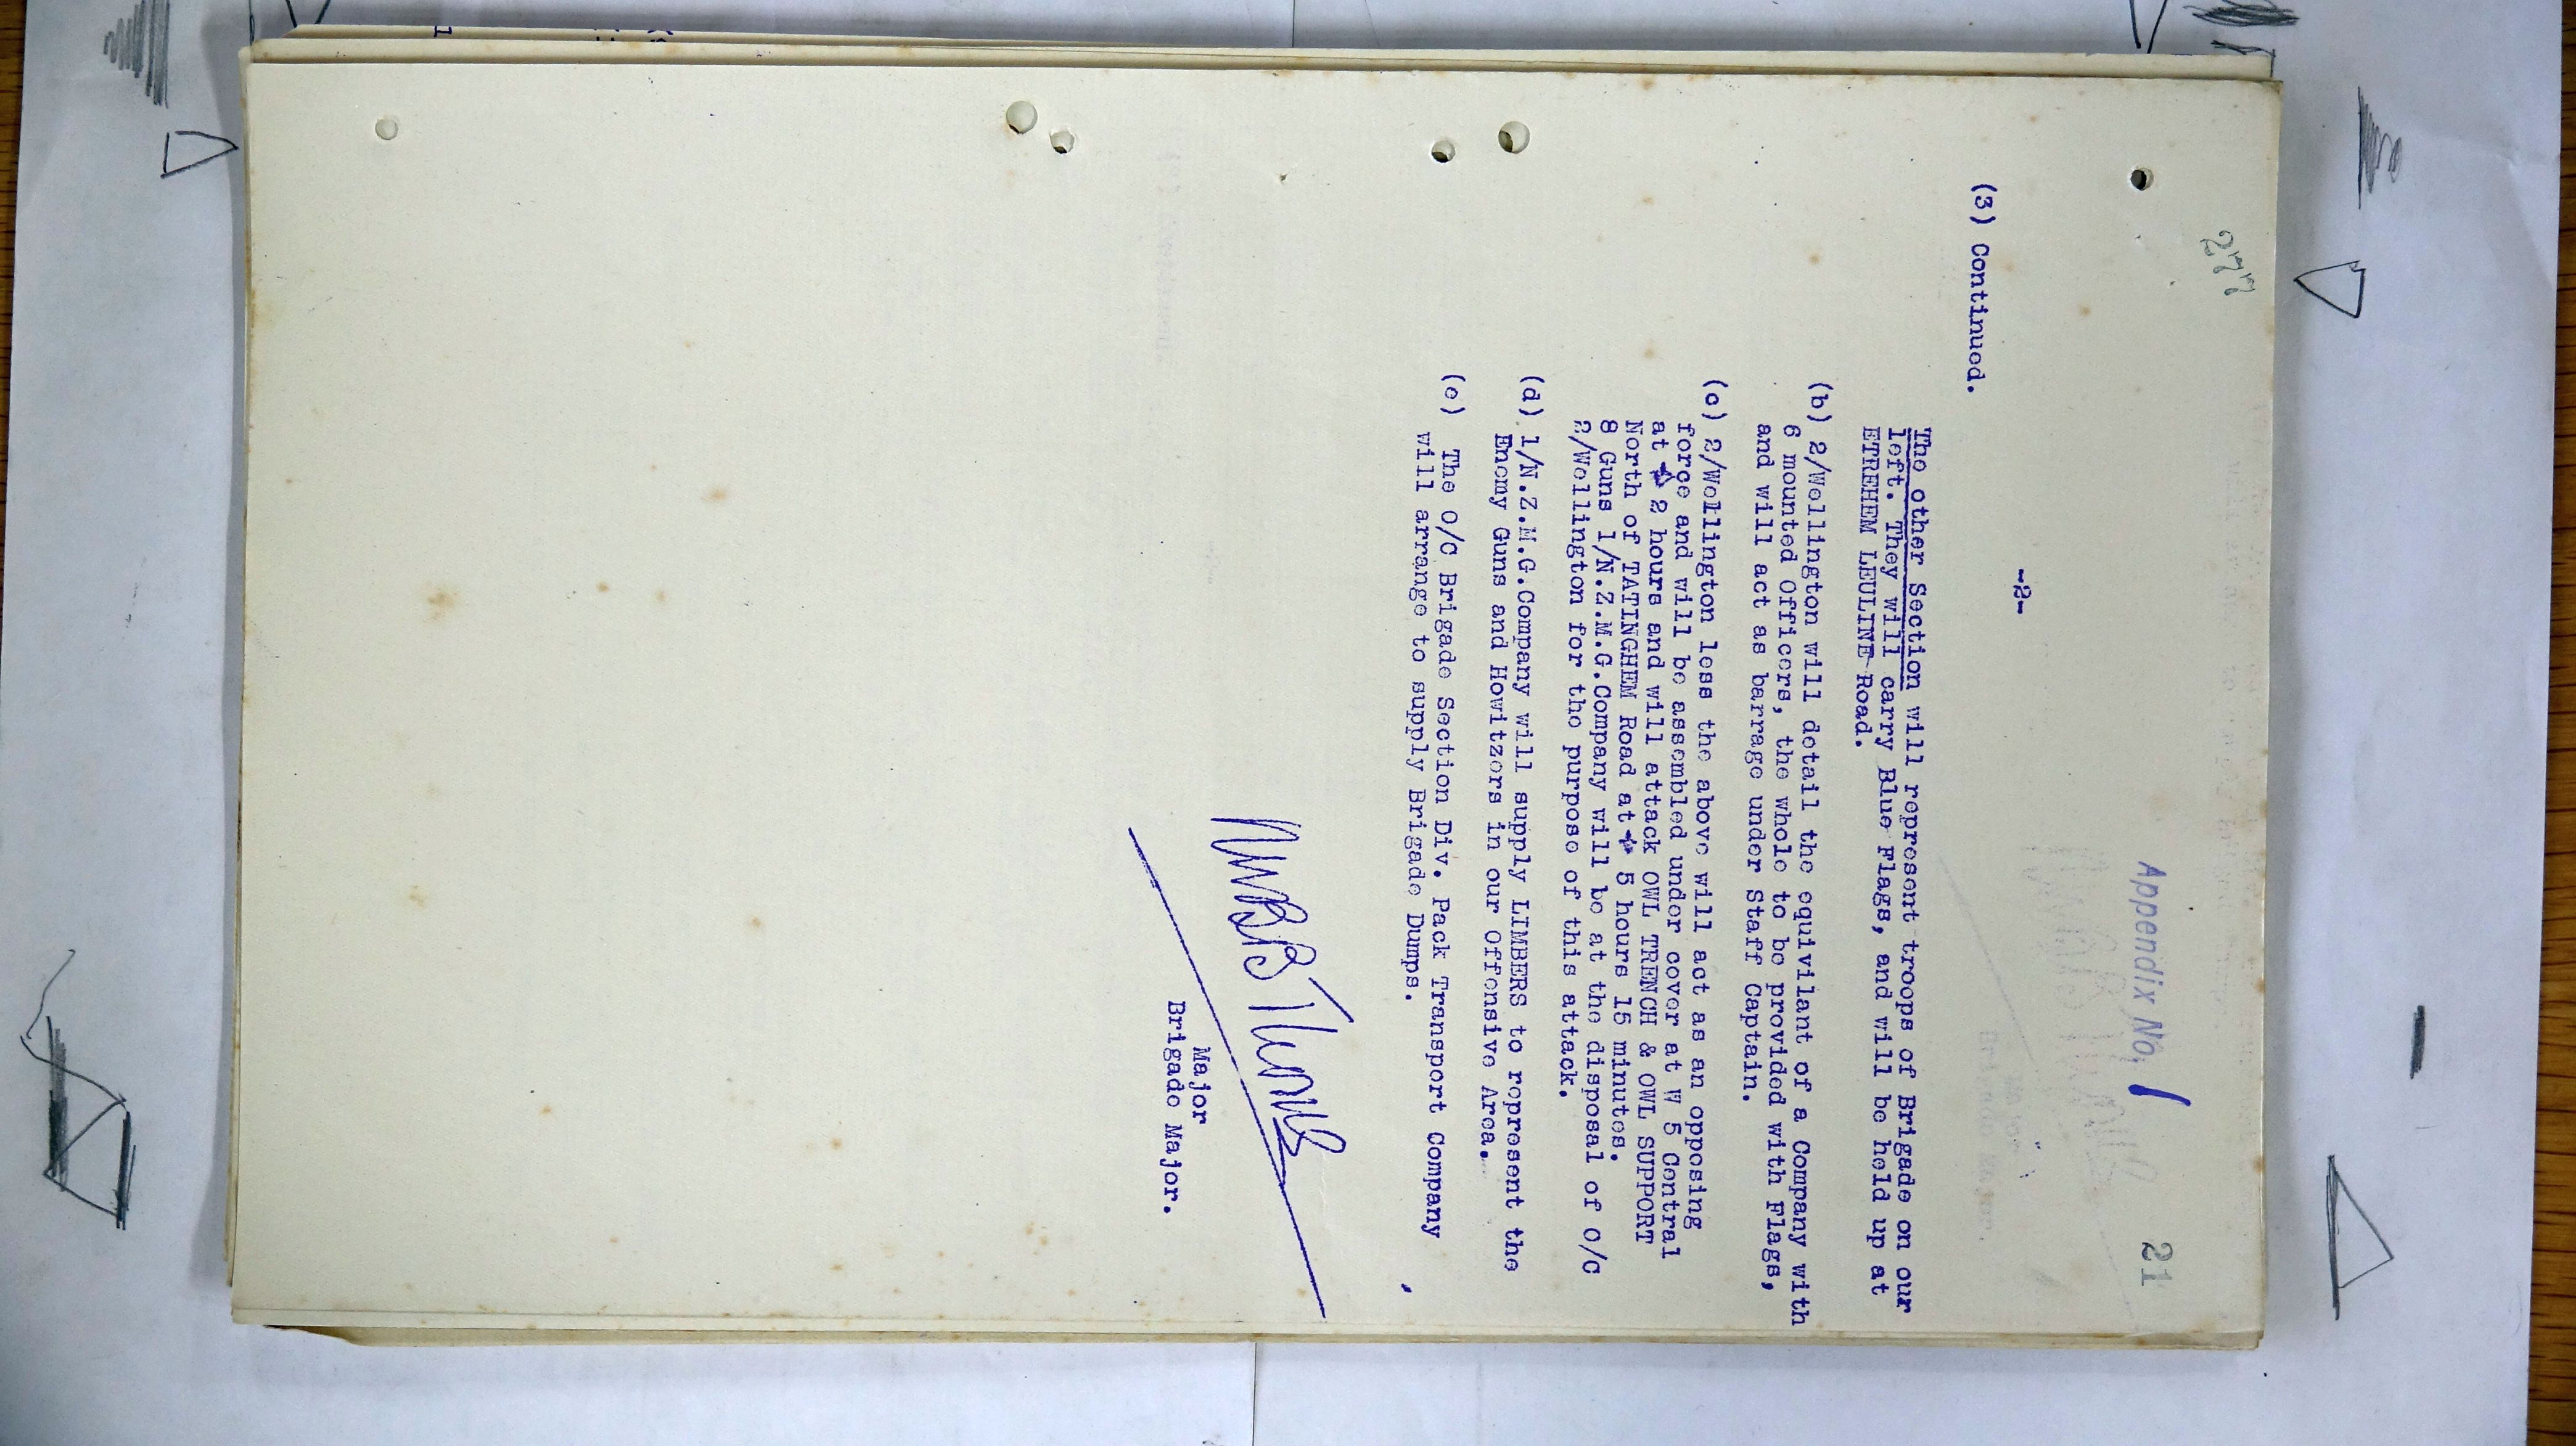 277
Appendix No. 1
21
-2-
(3) Continued.
The other Section will represent troops of Brigade on our
left. They will carry Blue Flags, and will be held up at
ETREHEM LEULINE Road.
(b) 2/Wellington will detail the equivilant of a Company with
6 mounted Officers, the whole to be provided with Flags,
and will act as barrage under Staff Captain.
(c) 2/Wellington less the above will act as an opposing
force and will be assembled under cover at W 5 Central
at + 2 hours and will attack OWL TRENCH & OWL SUPPORT
North of TATINGHEM Road at + 5 hours 15 minutes.
8 Guns 1/N.Z.M.G.Company will be at the disposal of O/C
2/Wellington for the purpose of this attack.
(d) 1/N.Z.M.G.Company will supply LIMBERS to represent the
Enemy Guns and Howitzers in our Offensive Area.
(e) The O/C Brigade Section Div. Pack Transport Company
will arrange to supply Brigade Dumps.
Major
Brigade Major.